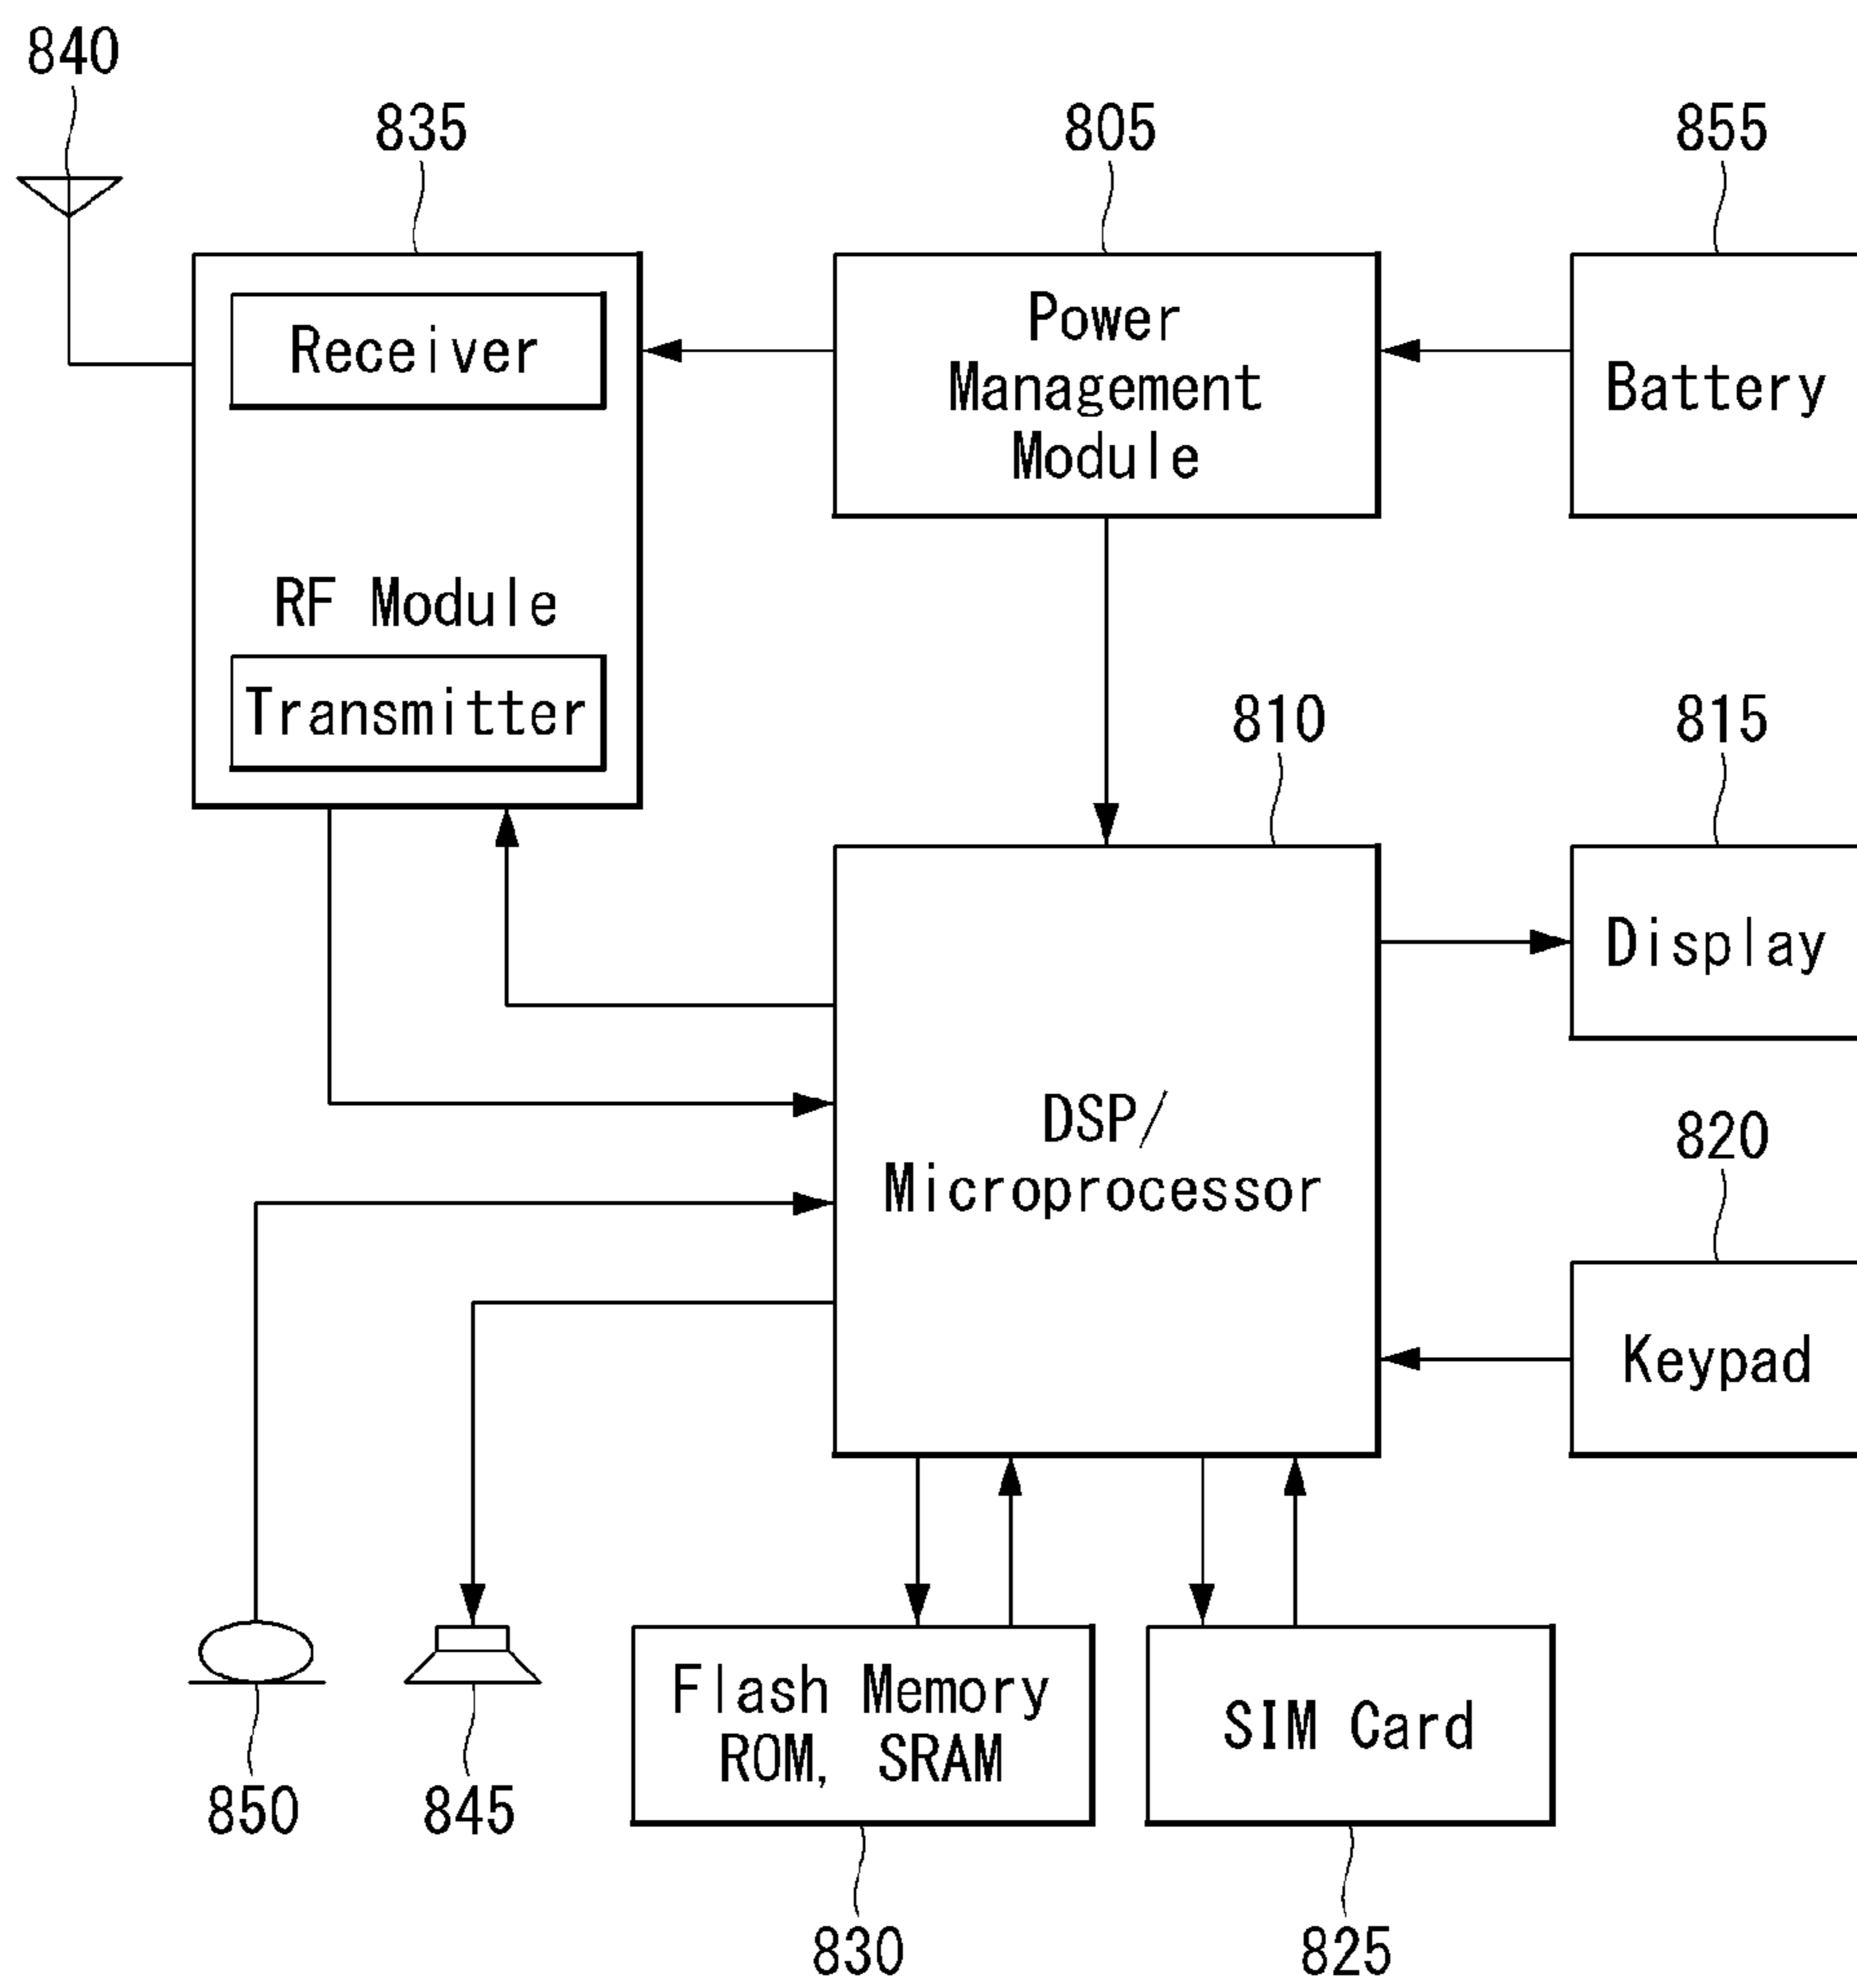 840
835
805
855
Receiver
Power
Management
Module
Battery
RF Module
Transmitter
810
815
Display
DSP/
Microprocessor
820
Keypad
Flash Memory
ROM, SRAM
SIM Card
850
845
830
825